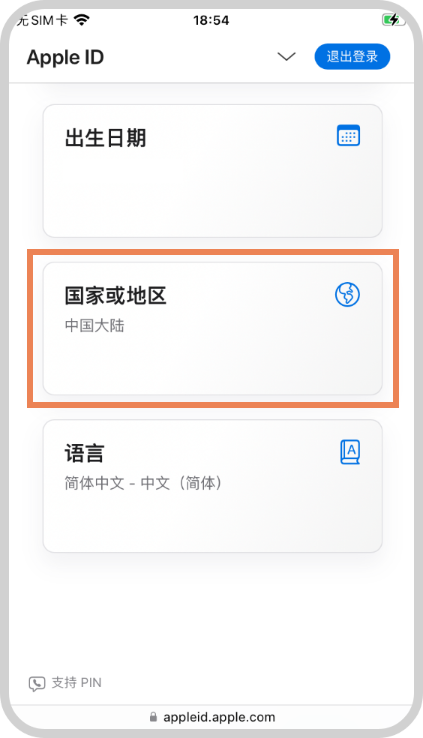 无SIM卡
18:54
Apple ID
退出登录
出生日期
国家或地区
中国大陆
语言
A
简体中文 - 中文（简体）
支持 PIN
appleid.apple.com